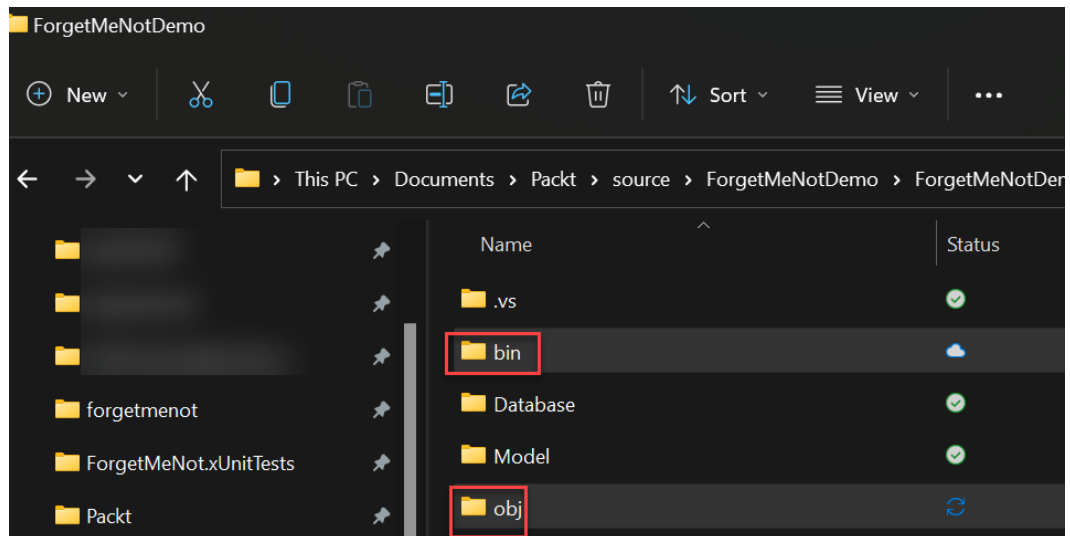 ForgetMeNotDemo
New Sort View
This PC Documents Packt source ForgetMeNotDemo ForgetMeNotDer
Name Status
.vs
bin
Database
forgetmenot
Model
ForgetMeNot.xUnitTests
obj
Packt